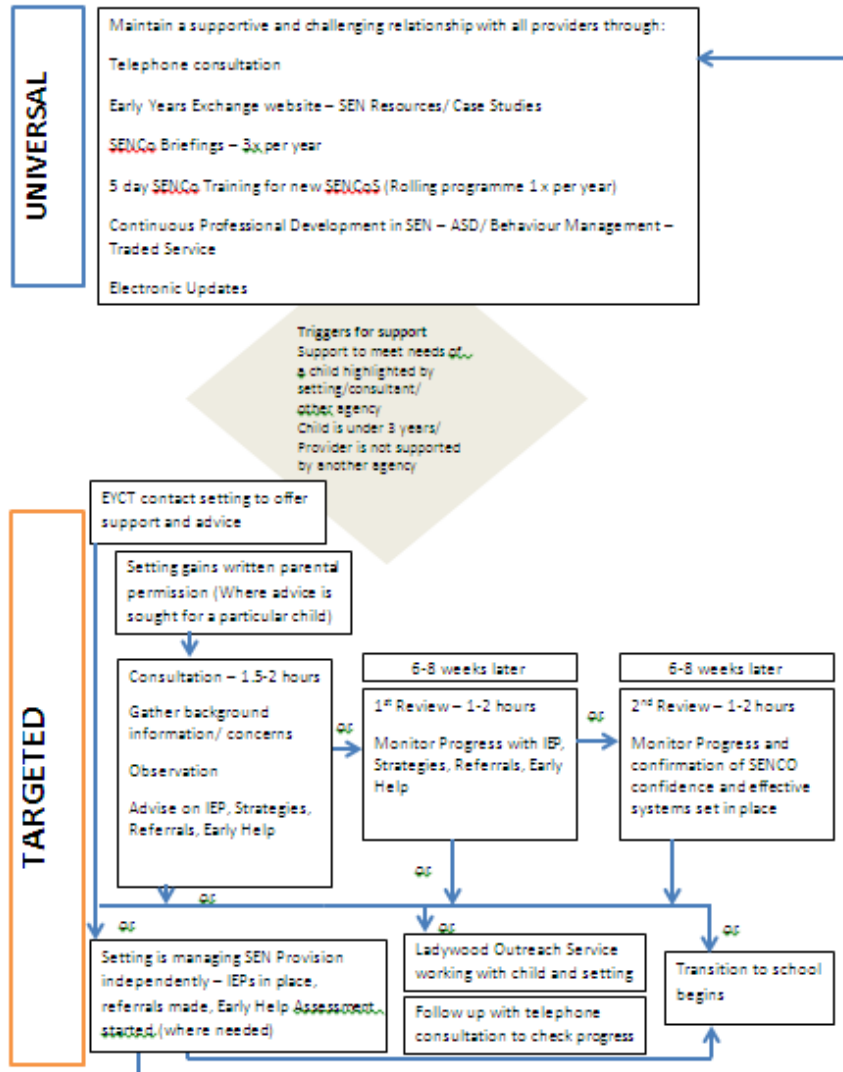 UNIVERSAL
Maintain a supportive and challenging relationship with all providers through:
Telephone consultation
Early Years Exchange website – SEN Resources/ Case Studies
SENCo Briefings – 3x per year
5 day SENCo Training for new SENCoS (Rolling programme 1 x per year)
Continuous Professional Development in SEN – ASD/ Behaviour Management –
Traded Service
Electronic Updates
Triggers for support
Support to meet needs of
a child highlighted by
setting/consultant/
other agency
Child is under 3 years/
Provider is not supported
by another agency
TARGETED
EYCT contact setting to offer
support and advice
Setting gains written parental
permission (Where advice is
sought for a particular child)
Consultation – 1.5-2 hours
Gather background
information/ concerns
Observation
Advise on IEP, Strategies,
Referrals, Early Help
os
6-8 weeks later
1st Review – 1-2 hours
Monitor Progress with IEP,
Strategies, Referrals, Early
Help
os
6-8 weeks later
2nd Review – 1-2 hours
Monitor Progress and
confirmation of SENCO
confidence and effective
systems set in place
os
os
os
os
os
Setting is managing SEN Provision
independently – IEPs in place,
referrals made, Early Help Assessment
started (where needed)
Ladywood Outreach Service
working with child and setting
Follow up with telephone
consultation to check progress
Transition to school
begins